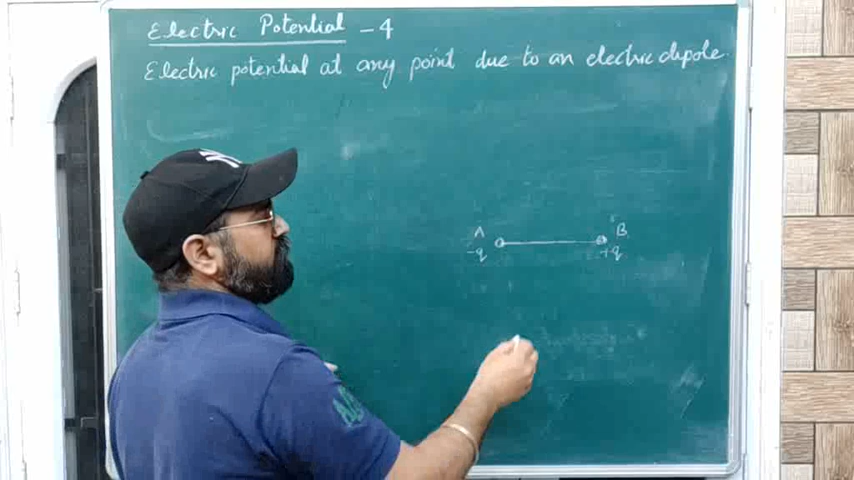 Electric Potential - 4
Electric potential at any point due to an electric dipole.
A B
-q +q